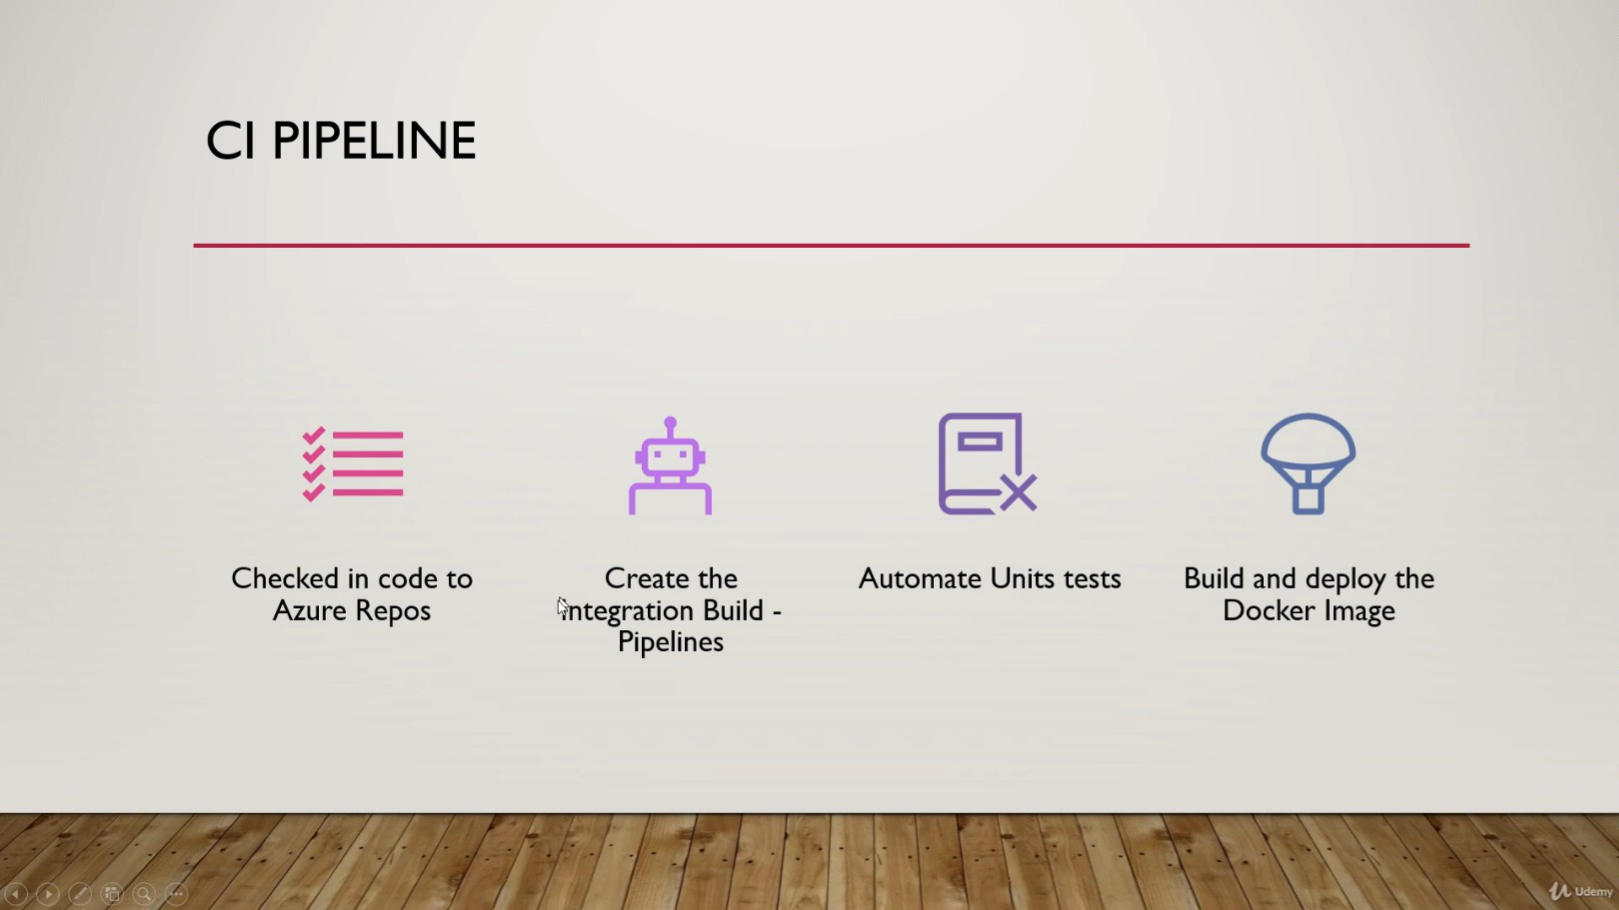 CI PIPELINE
Checked in code to
Azure Repos
Create the
Integration Build -
Pipelines
Automate Units tests
Build and deploy the
Docker Image
Udemy